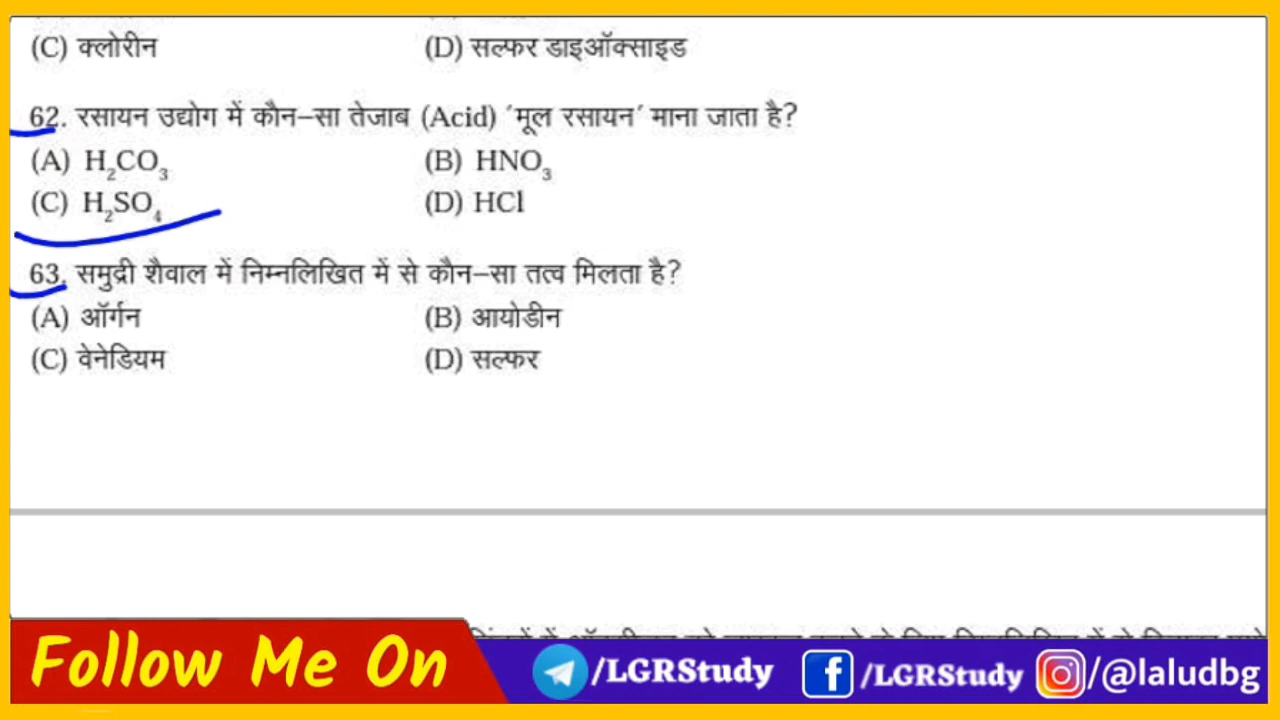 (C) क्लोरीन (D) सल्फर डाइऑक्साइड
62. रसायन उद्योग में कौन–सा तेजाब (Acid) ´मूल रसायन´ माना जाता है?
(A) H₂CO₃ (B) HNO₃
(C) H₂SO₄ (D) HCl
63. समुद्री शैवाल में निम्नलिखित में से कौन–सा तत्व मिलता है?
(A) ऑर्गन (B) आयोडीन
(C) वेनेडियम (D) सल्फर
Follow Me On /LGRStudy /LGRStudy /@laludbg